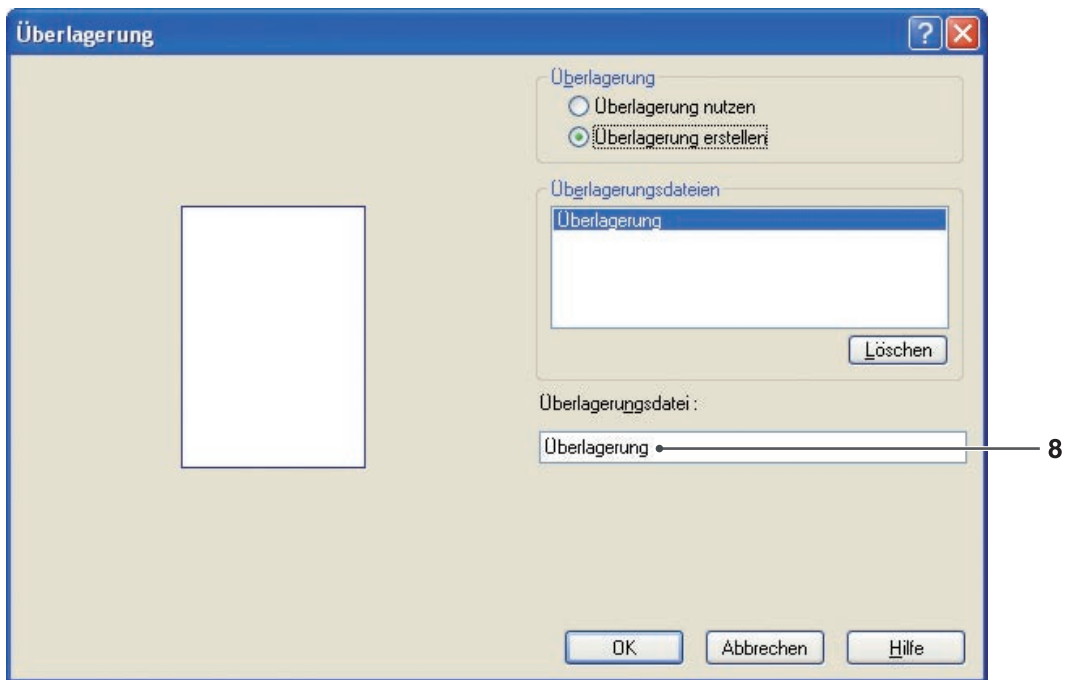 Überlagerung
Überlagerung
Überlagerung nutzen
Überlagerung erstellen
Überlagerungsdateien
Überlagerung
Löschen
Überlagerungsdatei :
Überlagerung
8
OK Abbrechen Hilfe